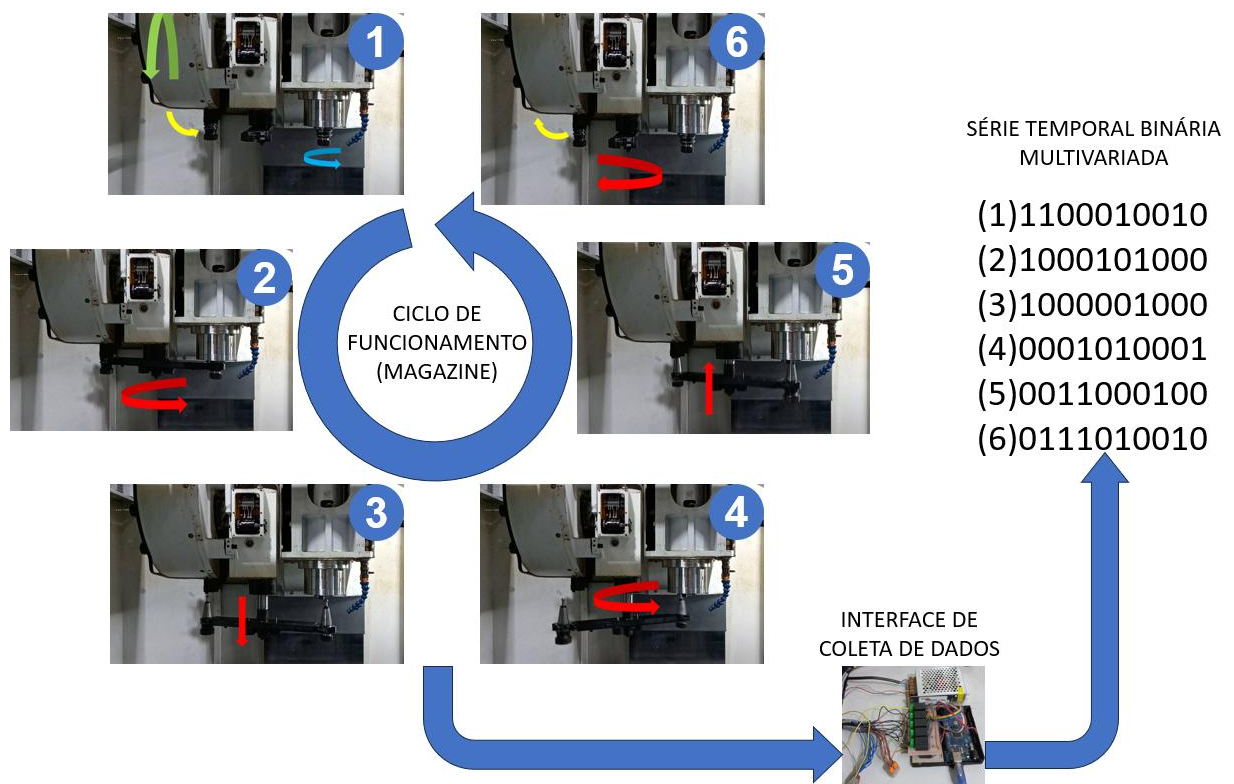 1
6
SÉRIE TEMPORAL BINÁRIA
MULTIVARIADA
(1)1100010010
(2)1000101000
(3)1000001000
(4)0001010001
(5)0011000100
(6)0111010010
2
5
CICLO DE
FUNCIONAMENTO
(MAGAZINE)
3
4
INTERFACE DE
COLETA DE DADOS